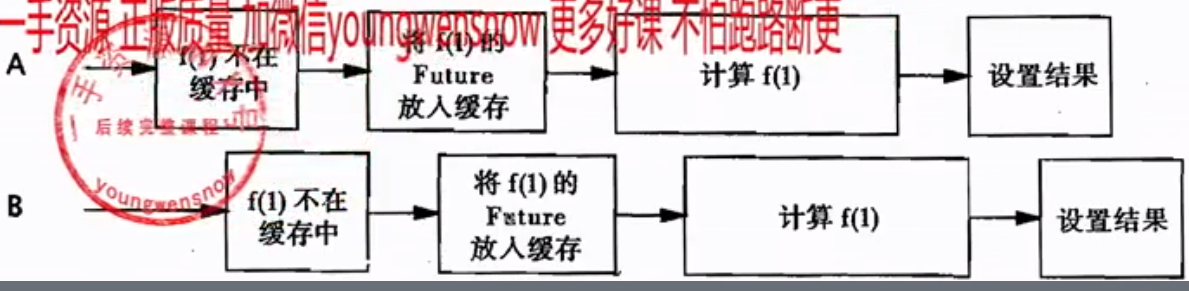 一手资源 正版质量 加微信youngwensnow 更多好课 不怕跑路断更
A
f(1) 不在
缓存中
将 f(1) 的
Future
放入缓存
计算 f(1)
设置结果
一手资源
后续完整课程
youngwensnow
B
f(1) 不在
缓存中
将 f(1) 的
Future
放入缓存
计算 f(1)
设置结果